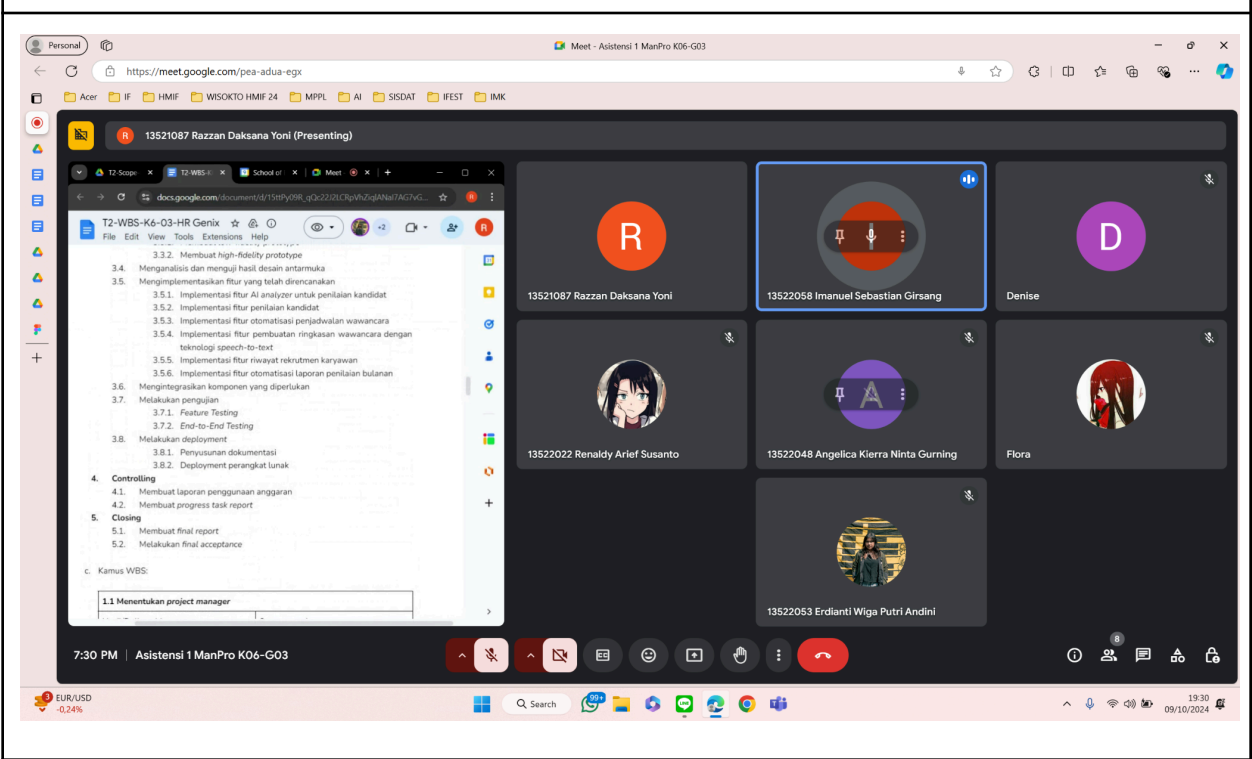 Personal
Meet - Asistensi 1 ManPro K06-G03
https://meet.google.com/pea-adua-egx
Acer IF HMIF WISOKTO HMIF 24 MPPL AI SISDAT IFEST IMK
R 13521087 Razzan Daksana Yoni (Presenting)
T2-Scope T2-WBS-K School of Meet
T2-WBS-K6-03-HR Genix
+2
R
File Edit View Tools Extensions Help
3.3.2. Membuat high-fidelity prototype
3.4. Menganalisis dan menguji hasil desain antarmuka
3.5. Mengimplementasikan fitur yang telah direncanakan
3.5.1. Implementasi fitur AI analyzer untuk penilaian kandidat
3.5.2. Implementasi fitur penilaian kandidat
3.5.3. Implementasi fitur otomatisasi penjadwalan wawancara
3.5.4. Implementasi fitur pembuatan ringkasan wawancara dengan
teknologi speech-to-text
3.5.5. Implementasi fitur riwayat rekrutmen karyawan
3.5.6. Implementasi fitur otomatisasi laporan penilaian bulanan
3.6. Mengintegrasikan komponen yang diperlukan
3.7. Melakukan pengujian
3.7.1. Feature Testing
3.7.2. End-to-End Testing
3.8. Melakukan deployment
3.8.1. Penyusunan dokumentasi
3.8.2. Deployment perangkat lunak
4. Controlling
4.1. Membuat laporan penggunaan anggaran
4.2. Membuat progress task report
5. Closing
5.1. Membuat final report
5.2. Melakukan final acceptance
c. Kamus WBS:
1.1 Menentukan project manager
R
13521087 Razzan Daksana Yoni
13522058 Imanuel Sebastian Girsang
D
Denise
13522022 Renaldy Arief Susanto
A
13522048 Angelica Kierra Ninta Gurning
Flora
13522053 Erdianti Wiga Putri Andini
7:30 PM | Asistensi 1 ManPro K06-G03
8
3
EUR/USD
-0,24%
Search
99+
19:30
09/10/2024